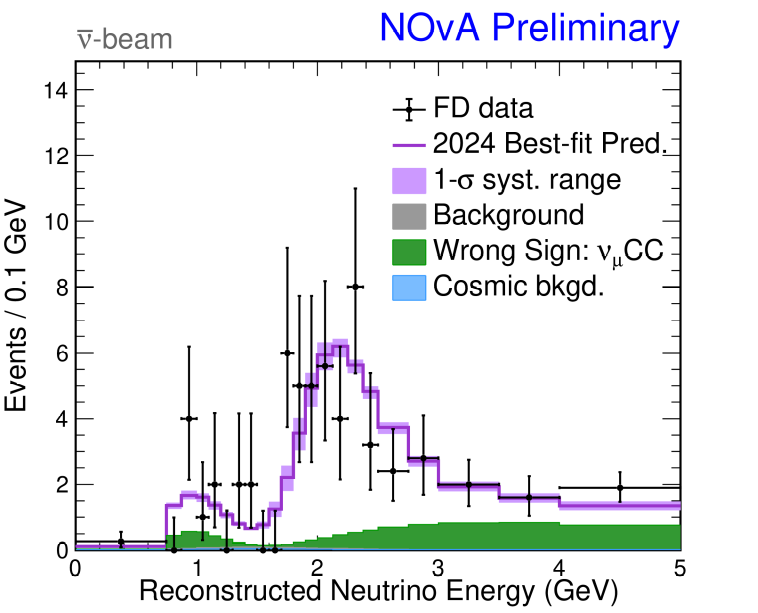 ν̅-beam
NOνA Preliminary
Events / 0.1 GeV
14
12
10
8
6
4
2
0
FD data
2024 Best-fit Pred.
1-σ syst. range
Background
Wrong Sign: νμCC
Cosmic bkgd.
0 1 2 3 4 5
Reconstructed Neutrino Energy (GeV)